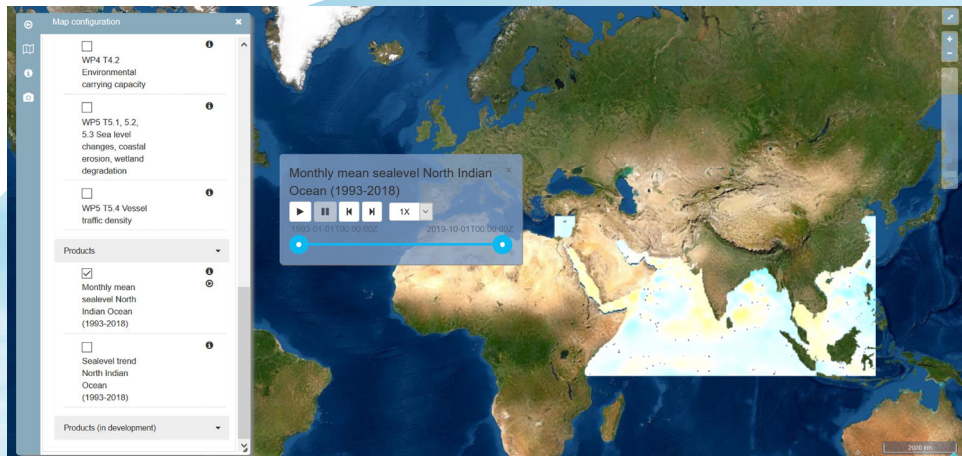 Map configuration
WP4 T4.2
Environmental
carrying capacity
WP5 T5.1, 5.2,
5.3 Sea level
changes, coastal
erosion, wetland
degradation
WP5 T5.4 Vessel
traffic density
Products
Monthly mean
sealevel North
Indian Ocean
(1993-2018)
Sealevel trend
North Indian
Ocean
(1993-2018)
Products (in development)
Monthly mean sealevel North Indian
Ocean (1993-2018)
1X
1993-01-01T00:00:00Z 2019-10-01T00:00:00Z
2000 km